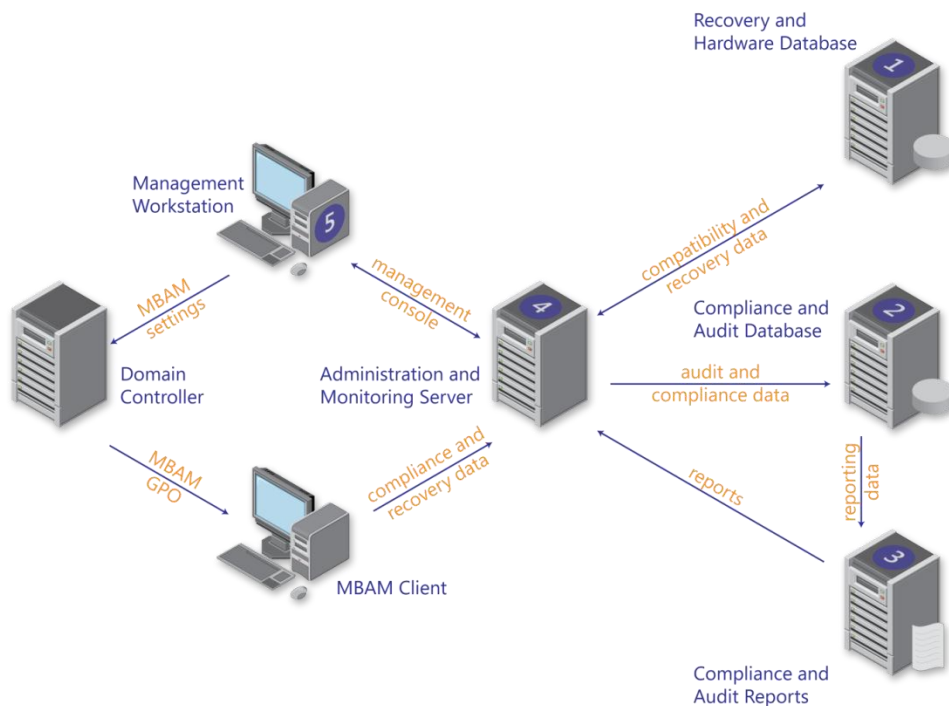 Recovery and
Hardware Database
1
Management
Workstation
5
compatibility and
recovery data
MBAM
settings
management
console
4
Compliance and
Audit Database
2
Domain
Controller
Administration and
Monitoring Server
audit and
compliance data
MBAM
GPO
compliance and
recovery data
reports
reporting
data
3
MBAM Client
Compliance and
Audit Reports